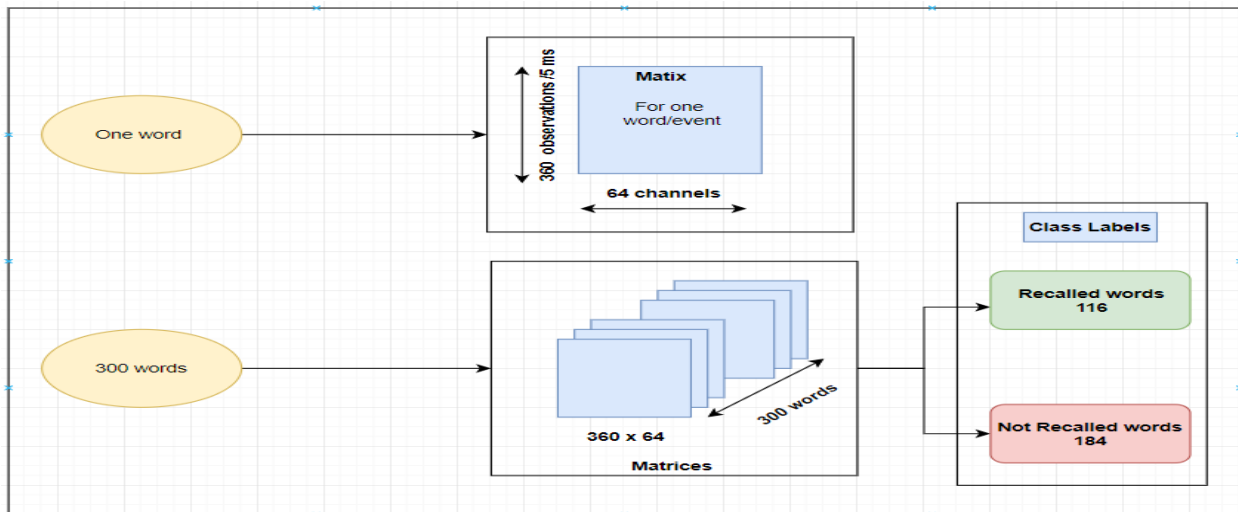 One word
360 observations /5 ms
Matix
For one
word/event
64 channels
300 words
360 x 64
300 words
Matrices
Class Labels
Recalled words
116
Not Recalled words
184